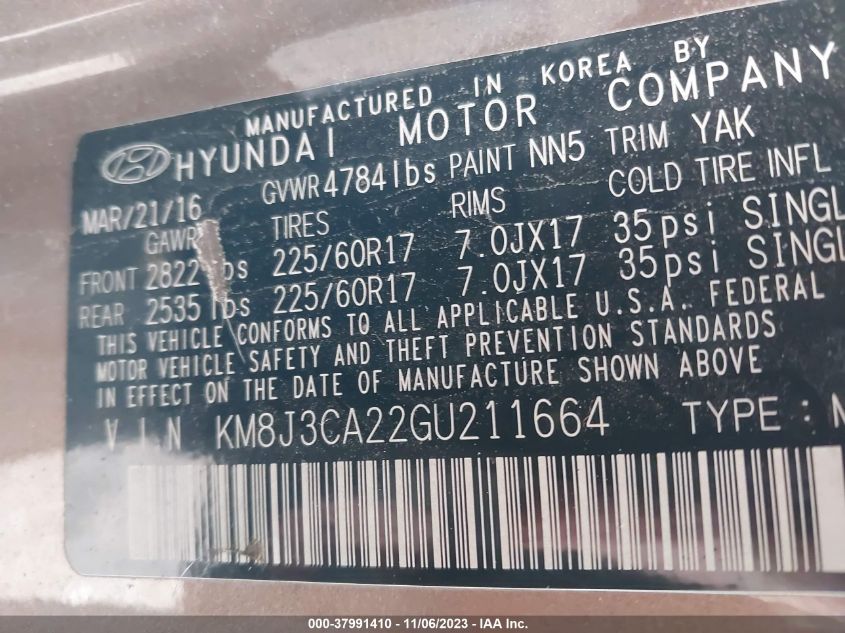 MANUFACTURED IN KOREA BY
HYUNDAI MOTOR COMPANY
MAR/21/16 GVWR 4784 lbs PAINT NN5 TRIM YAK
GAWR TIRES RIMS COLD TIRE INFL
FRONT 2822 lbs 225/60R17 7.0JX17 35psi SINGL
REAR 2535 lbs 225/60R17 7.0JX17 35psi SINGL
THIS VEHICLE CONFORMS TO ALL APPLICABLE U.S.A. FEDERAL
MOTOR VEHICLE SAFETY AND THEFT PREVENTION STANDARDS
IN EFFECT ON THE DATE OF MANUFACTURE SHOWN ABOVE
VIN KM8J3CA22GU211664 TYPE : M
000-37991410 - 11/06/2023 - (C) IAA, Inc.